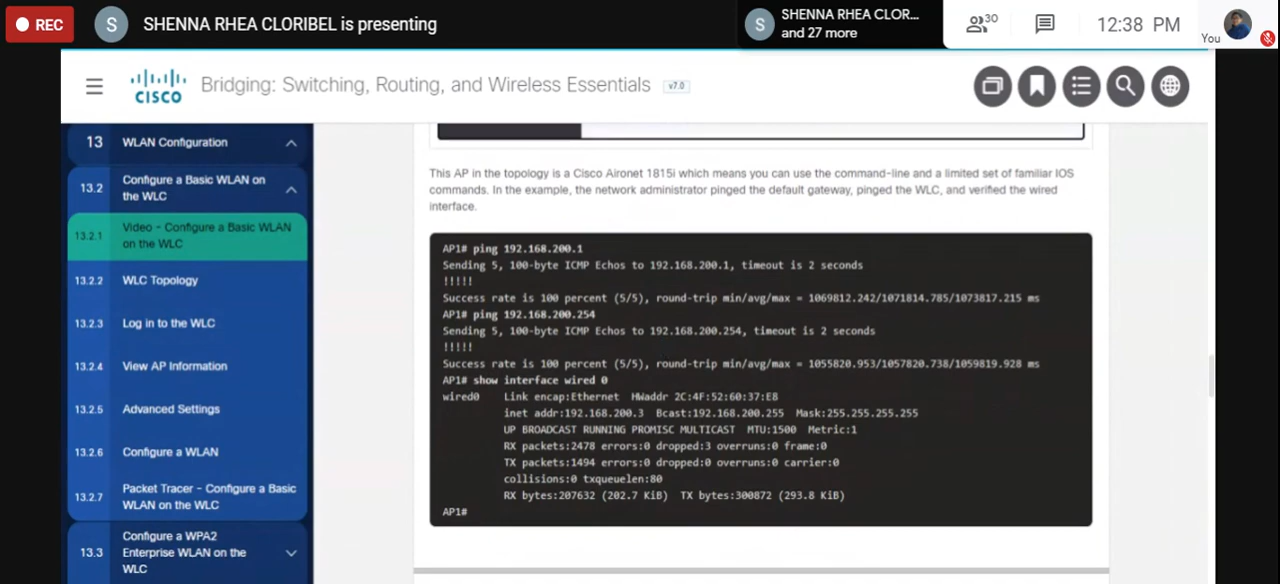 REC
S
SHENNA RHEA CLORIBEL is presenting
S
SHENNA RHEA CLOR...
and 27 more
30
12:38 PM
You
CISCO
Bridging: Switching, Routing, and Wireless Essentials
v7.0
13 WLAN Configuration
13.2 Configure a Basic WLAN on
the WLC
13.2.1 Video - Configure a Basic WLAN
on the WLC
13.2.2 WLC Topology
13.2.3 Log in to the WLC
13.2.4 View AP Information
13.2.5 Advanced Settings
13.2.6 Configure a WLAN
13.2.7 Packet Tracer - Configure a Basic
WLAN on the WLC
13.3 Configure a WPA2
Enterprise WLAN on the
WLC
This AP in the topology is a Cisco Aironet 1815i which means you can use the command-line and a limited set of familiar IOS
commands. In the example, the network administrator pinged the default gateway, pinged the WLC, and verified the wired
interface.
AP1# ping 192.168.200.1
Sending 5, 100-byte ICMP Echos to 192.168.200.1, timeout is 2 seconds
!!!!!
Success rate is 100 percent (5/5), round-trip min/avg/max = 1069812.242/1071814.785/1073817.215 ms
AP1# ping 192.168.200.254
Sending 5, 100-byte ICMP Echos to 192.168.200.254, timeout is 2 seconds
!!!!!
Success rate is 100 percent (5/5), round-trip min/avg/max = 1055820.953/1057820.738/1059819.928 ms
AP1# show interface wired 0
wired0 Link encap:Ethernet HWaddr 2C:4F:52:60:37:E8
inet addr:192.168.200.3 Bcast:192.168.200.255 Mask:255.255.255.255
UP BROADCAST RUNNING PROMISC MULTICAST MTU:1500 Metric:1
RX packets:2478 errors:0 dropped:3 overruns:0 frame:0
TX packets:1494 errors:0 dropped:0 overruns:0 carrier:0
collisions:0 txqueuelen:80
RX bytes:207632 (202.7 KiB) TX bytes:300872 (293.8 KiB)
AP1#